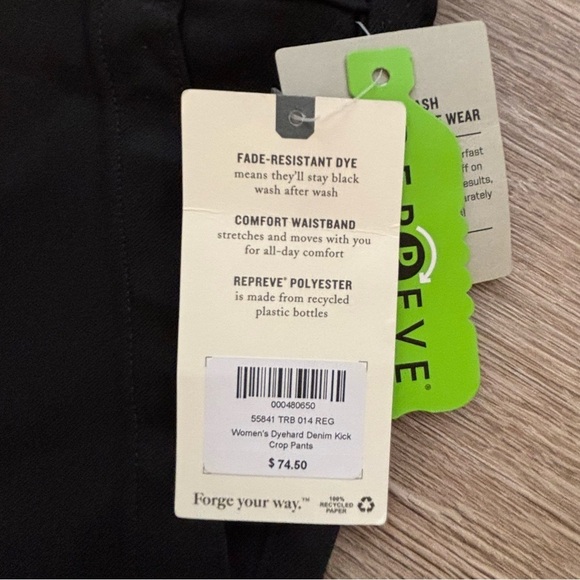 FADE-RESISTANT DYE
means they'll stay black
wash after wash
COMFORT WAISTBAND
stretches and moves with you
for all-day comfort
REPREVE® POLYESTER
is made from recycled
plastic bottles
000480650
55841 TRB 014 REG
Women's Dyehard Denim Kick
Crop Pants
$ 74.50
Forge your way.™
100%
RECYCLED
PAPER
EVE®
WEAR
on